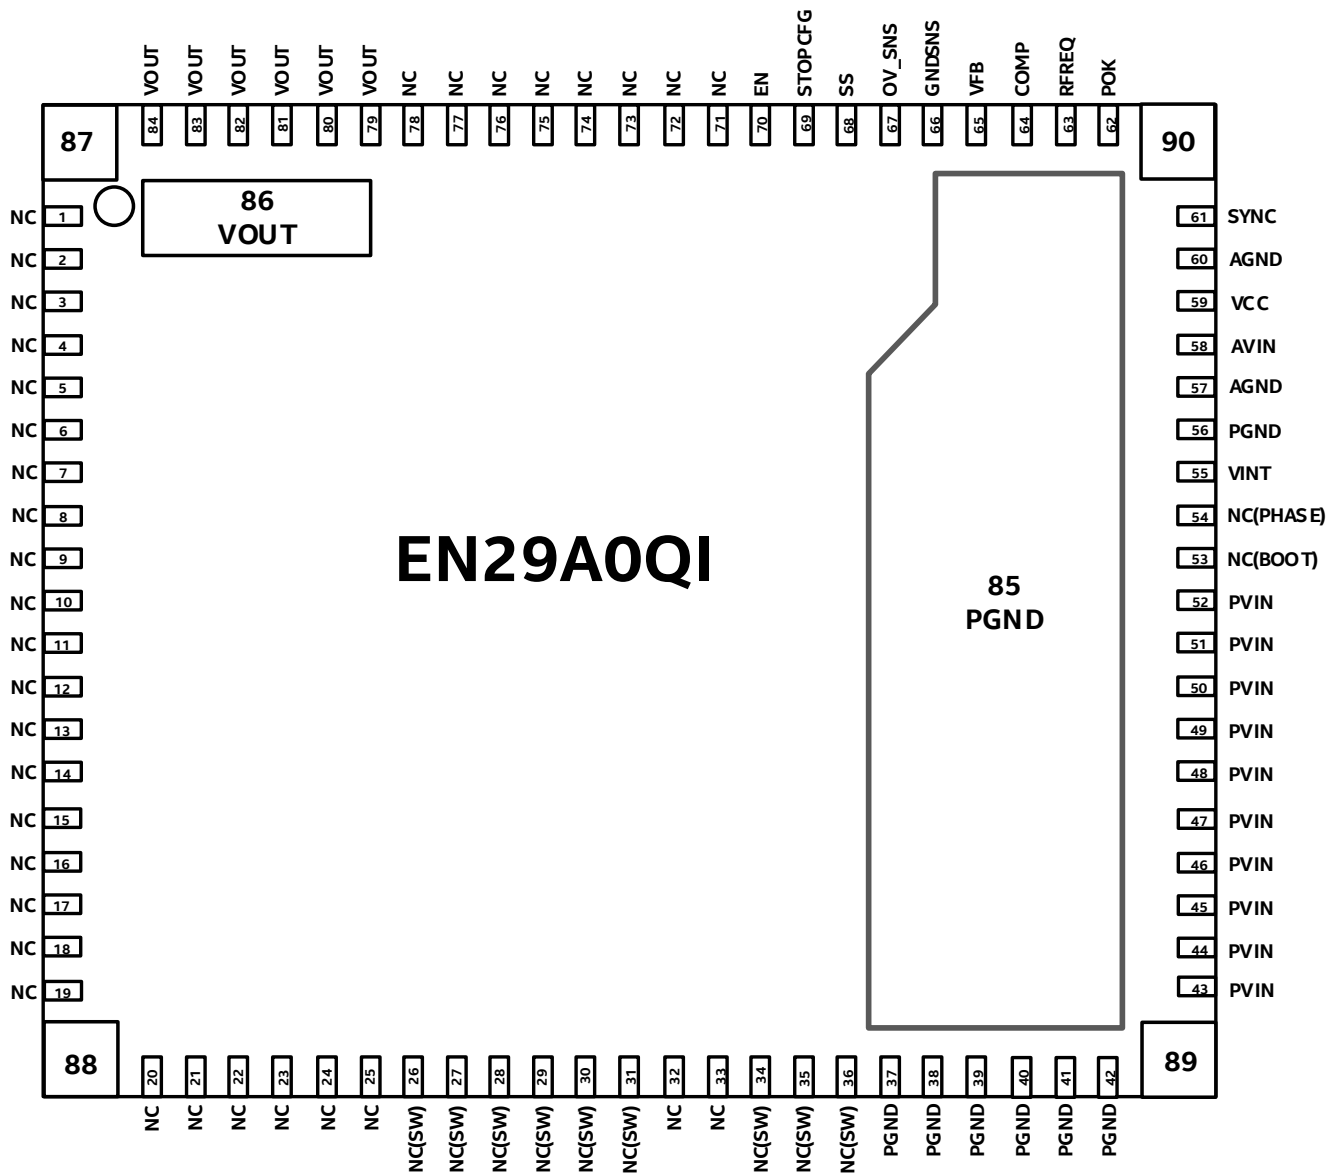 VOUT
VOUT
VOUT
VOUT
VOUT
VOUT
NC
NC
NC
NC
NC
NC
NC
NC
EN
STOPCFG
SS
OV_SNS
GNDSNS
VFB
COMP
RFREQ
POK
84
83
82
81
80
79
78
77
76
75
74
73
72
71
70
69
68
67
66
65
64
63
62
87
90
86
VOUT
NC 1
NC 2
NC 3
NC 4
NC 5
NC 6
NC 7
NC 8
NC 9
NC 10
NC 11
NC 12
NC 13
NC 14
NC 15
NC 16
NC 17
NC 18
NC 19
EN29A0QI
85
PGND
61 SYNC
60 AGND
59 VCC
58 AVIN
57 AGND
56 PGND
55 VINT
54 NC(PHASE)
53 NC(BOOT)
52 PVIN
51 PVIN
50 PVIN
49 PVIN
48 PVIN
47 PVIN
46 PVIN
45 PVIN
44 PVIN
43 PVIN
88
89
20
21
22
23
24
25
26
27
28
29
30
31
32
33
34
35
36
37
38
39
40
41
42
NC
NC
NC
NC
NC
NC
NC(SW)
NC(SW)
NC(SW)
NC(SW)
NC(SW)
NC(SW)
NC
NC
NC(SW)
NC(SW)
NC(SW)
PGND
PGND
PGND
PGND
PGND
PGND